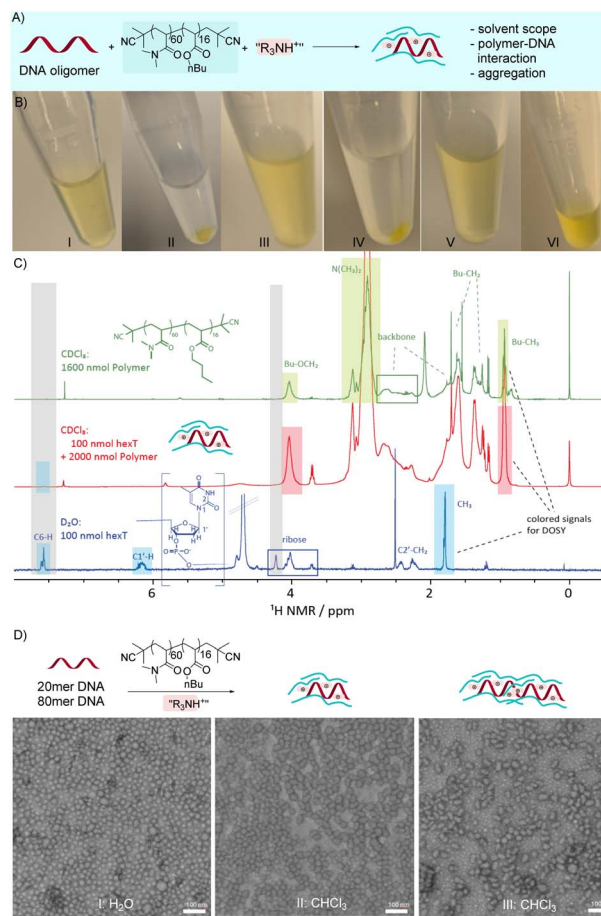 A)
DNA oligomer
+
NC
60
16
CN
N
O
O
O
nBu
+
"R₃NH⁺"
- solvent scope
- polymer-DNA
interaction
- aggregation
B)
I
II
III
IV
V
VI
C)
N(CH₃)₂
Bu-CH₂
NC
60
16
CN
N
O
O
O
Bu-OCH₂
backbone
Bu-CH₃
CDCl₃:
1600 nmol Polymer
CDCl₃:
100 nmol hexT
+ 2000 nmol Polymer
D₂O:
100 nmol hexT
C6-H
C1'-H
ribose
C2'-CH₂
CH₃
colored signals
for DOSY
6
4
2
0
¹H NMR / ppm
D)
20mer DNA
80mer DNA
NC
60
16
CN
N
O
O
O
nBu
"R₃NH⁺"
I: H₂O
100 nm
II: CHCl₃
100 nm
III: CHCl₃